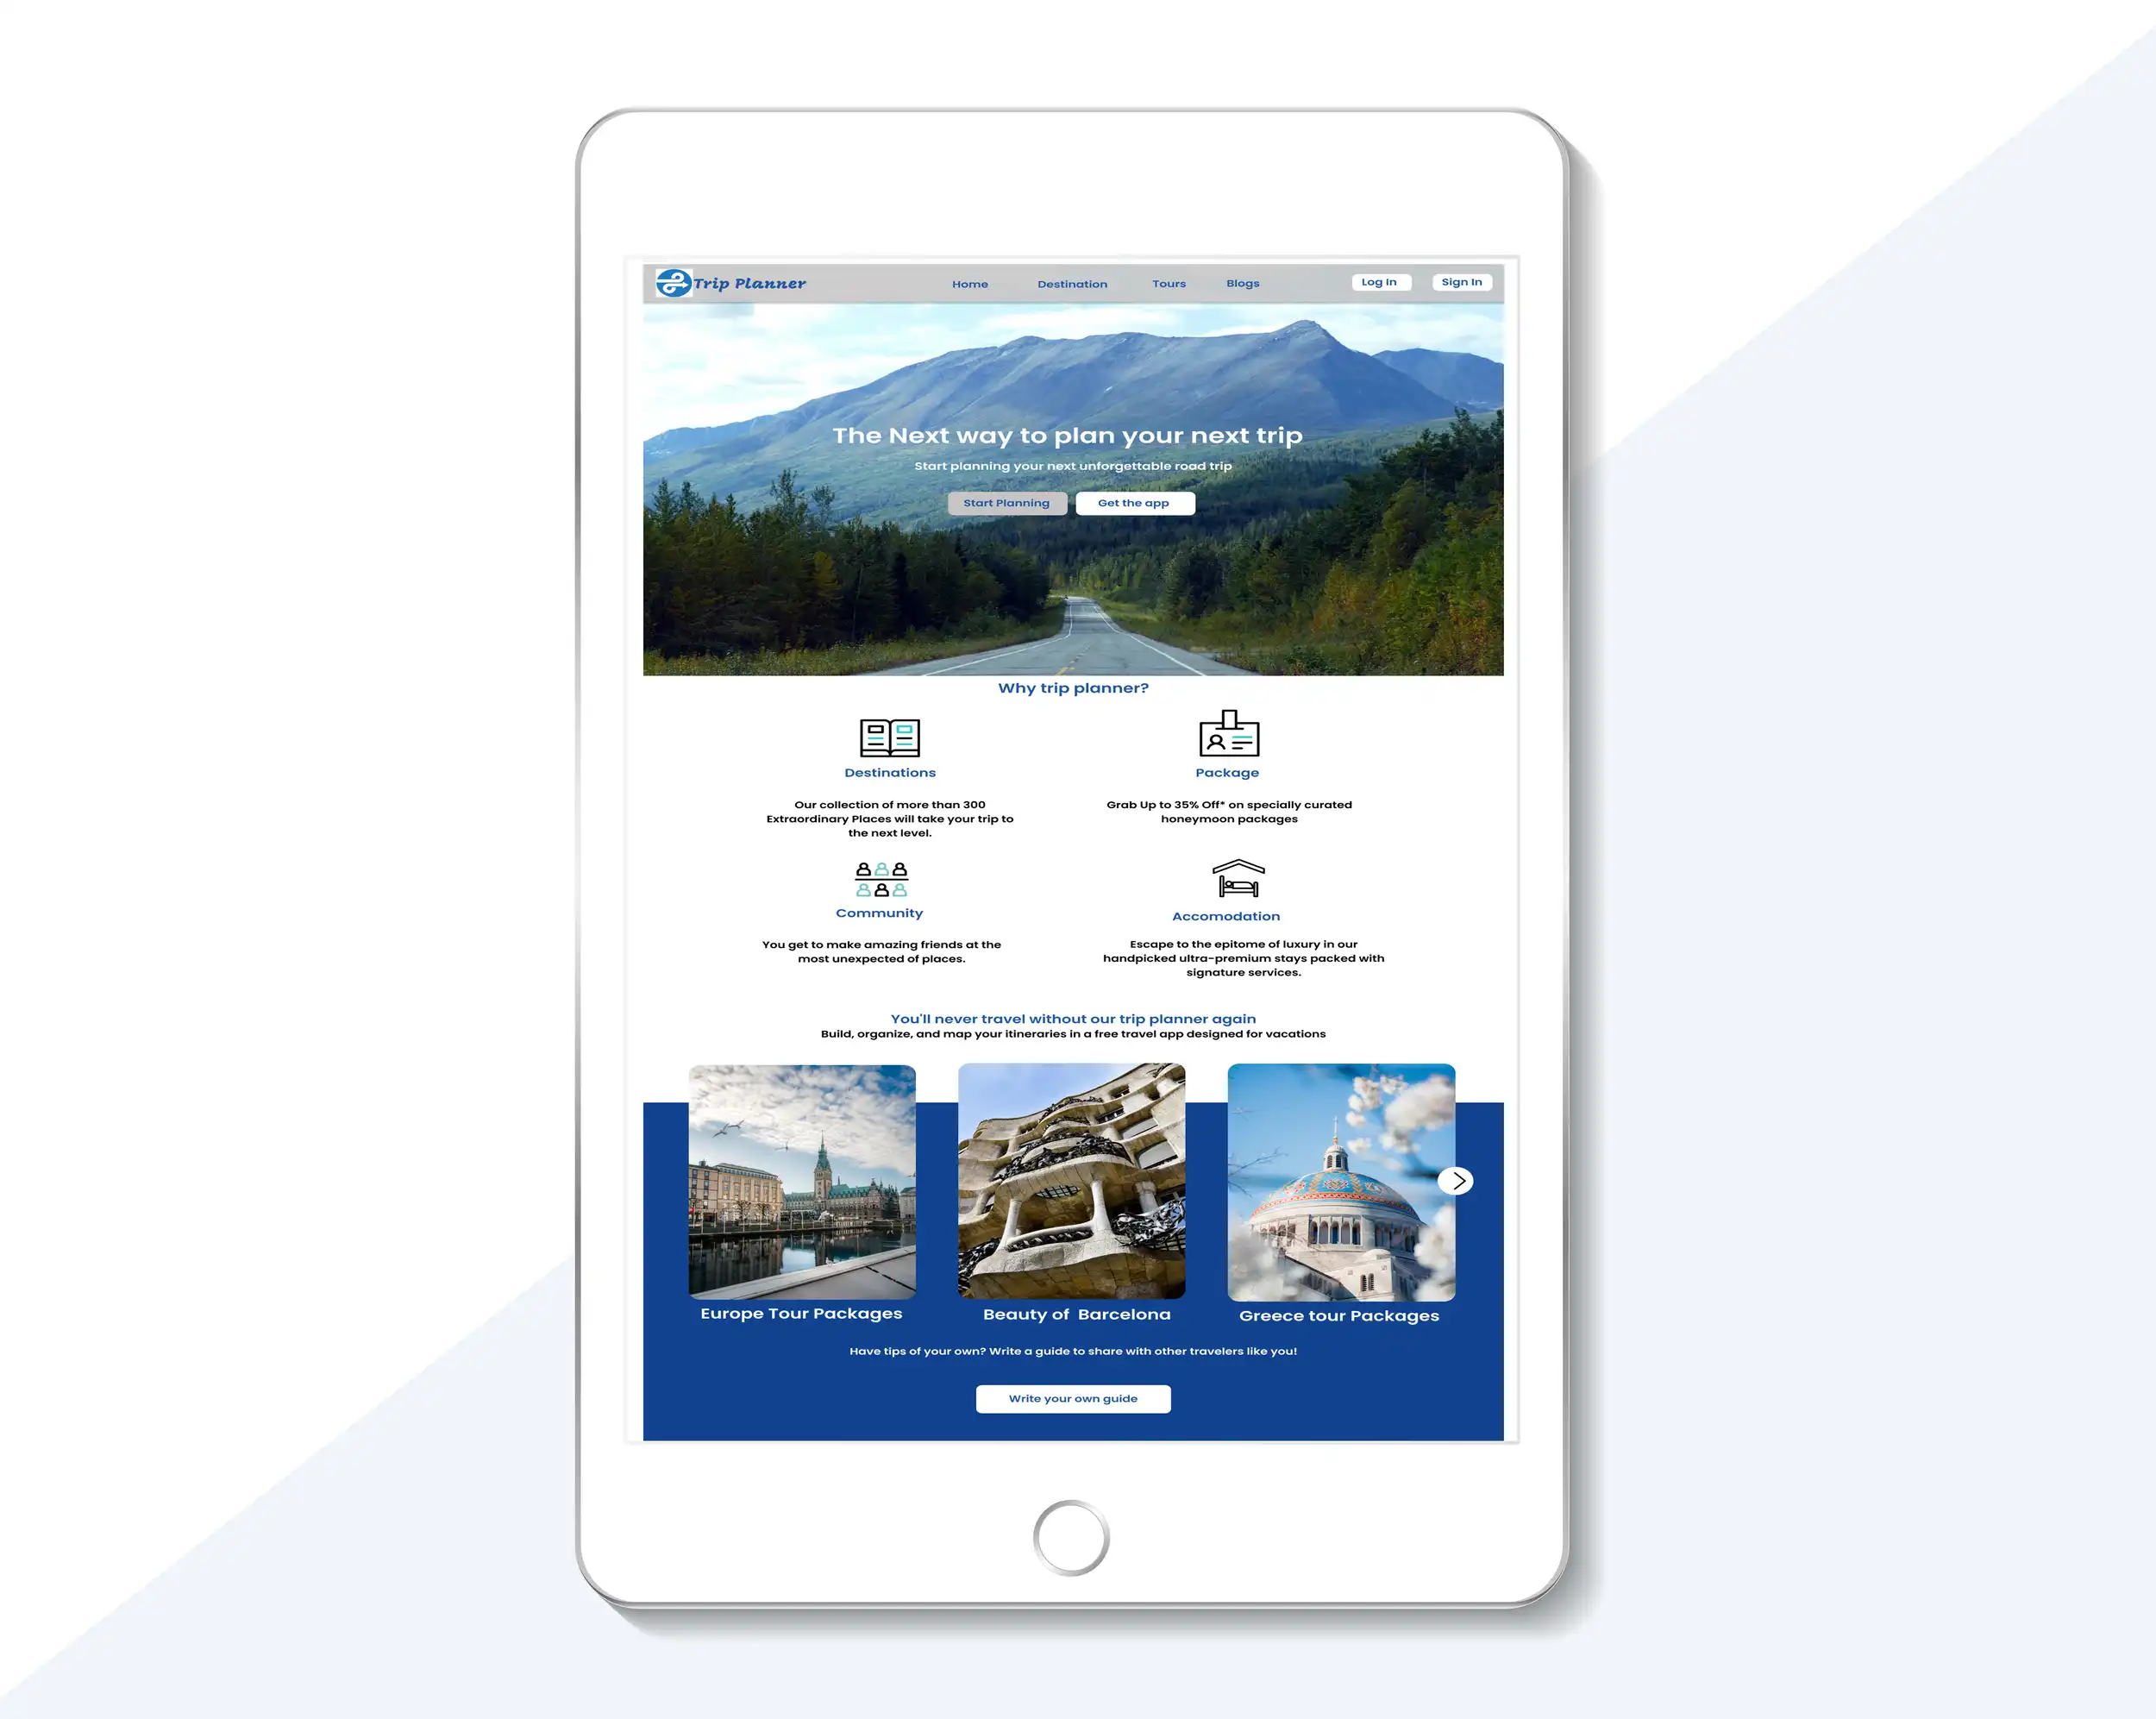 Trip Planner
Home
Destination
Tours
Blogs
Log In
Sign In
The Next way to plan your next trip
Start planning your next unforgettable road trip
Start Planning
Get the app
Why trip planner?
Destinations
Our collection of more than 300
Extraordinary Places will take your trip to
the next level.
Package
Grab Up to 35% Off* on specially curated
honeymoon packages
Community
You get to make amazing friends at the
most unexpected of places.
Accomodation
Escape to the epitome of luxury in our
handpicked ultra-premium stays packed with
signature services.
You'll never travel without our trip planner again
Build, organize, and map your itineraries in a free travel app designed for vacations
Europe Tour Packages
Beauty of Barcelona
Greece tour Packages
Have tips of your own? Write a guide to share with other travelers like you!
Write your own guide